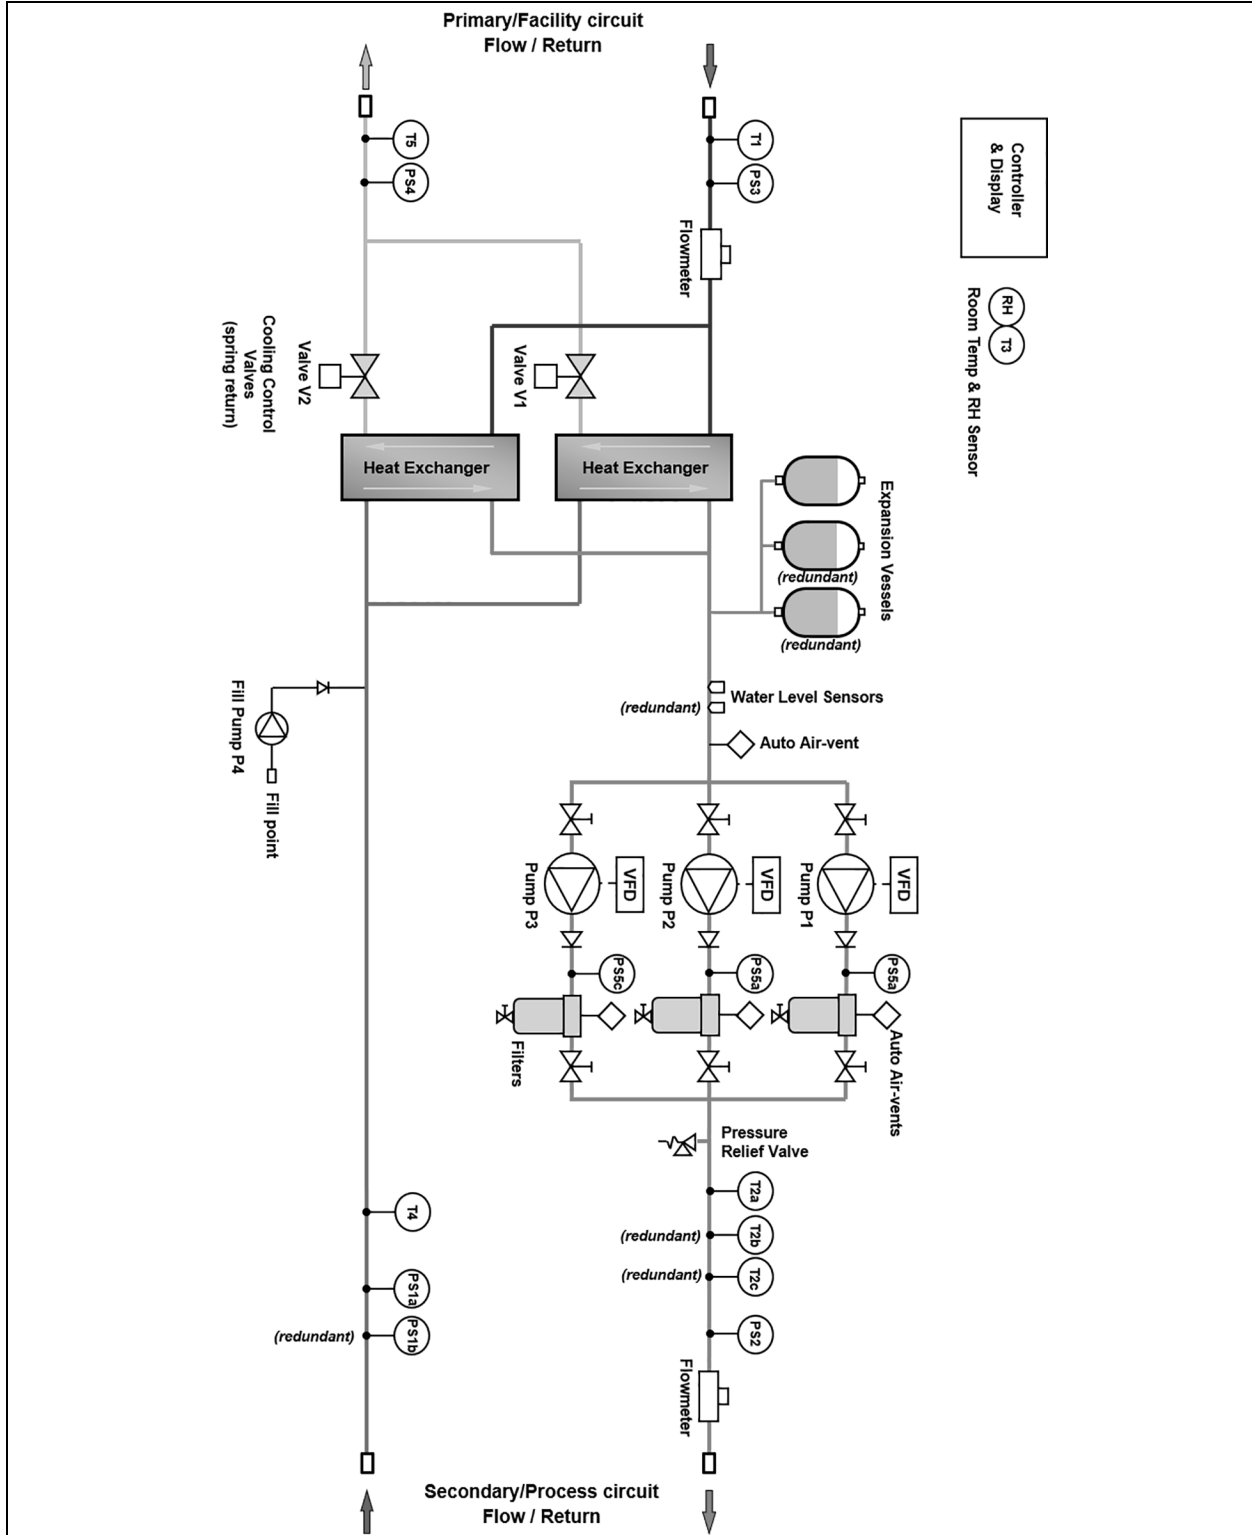 Primary/Facility circuit
Flow / Return
T5
T1
PS4
PS3
Controller
& Display
Flowmeter
RH
T3
Room Temp & RH Sensor
Cooling Control
Valves
(spring return)
Valve V2
Valve V1
Heat Exchanger
Heat Exchanger
Expansion Vessels
(redundant)
(redundant)
Water Level Sensors
(redundant)
Auto Air-vent
Fill Pump P4
Fill point
Pump P3
VFD
Pump P2
VFD
Pump P1
VFD
PS5c
PS5a
PS5a
Filters
Auto Air-vents
Pressure
Relief Valve
T2a
T4
(redundant)
T2b
(redundant)
T2c
PS1a
(redundant)
PS1b
PS2
Flowmeter
Secondary/Process circuit
Flow / Return